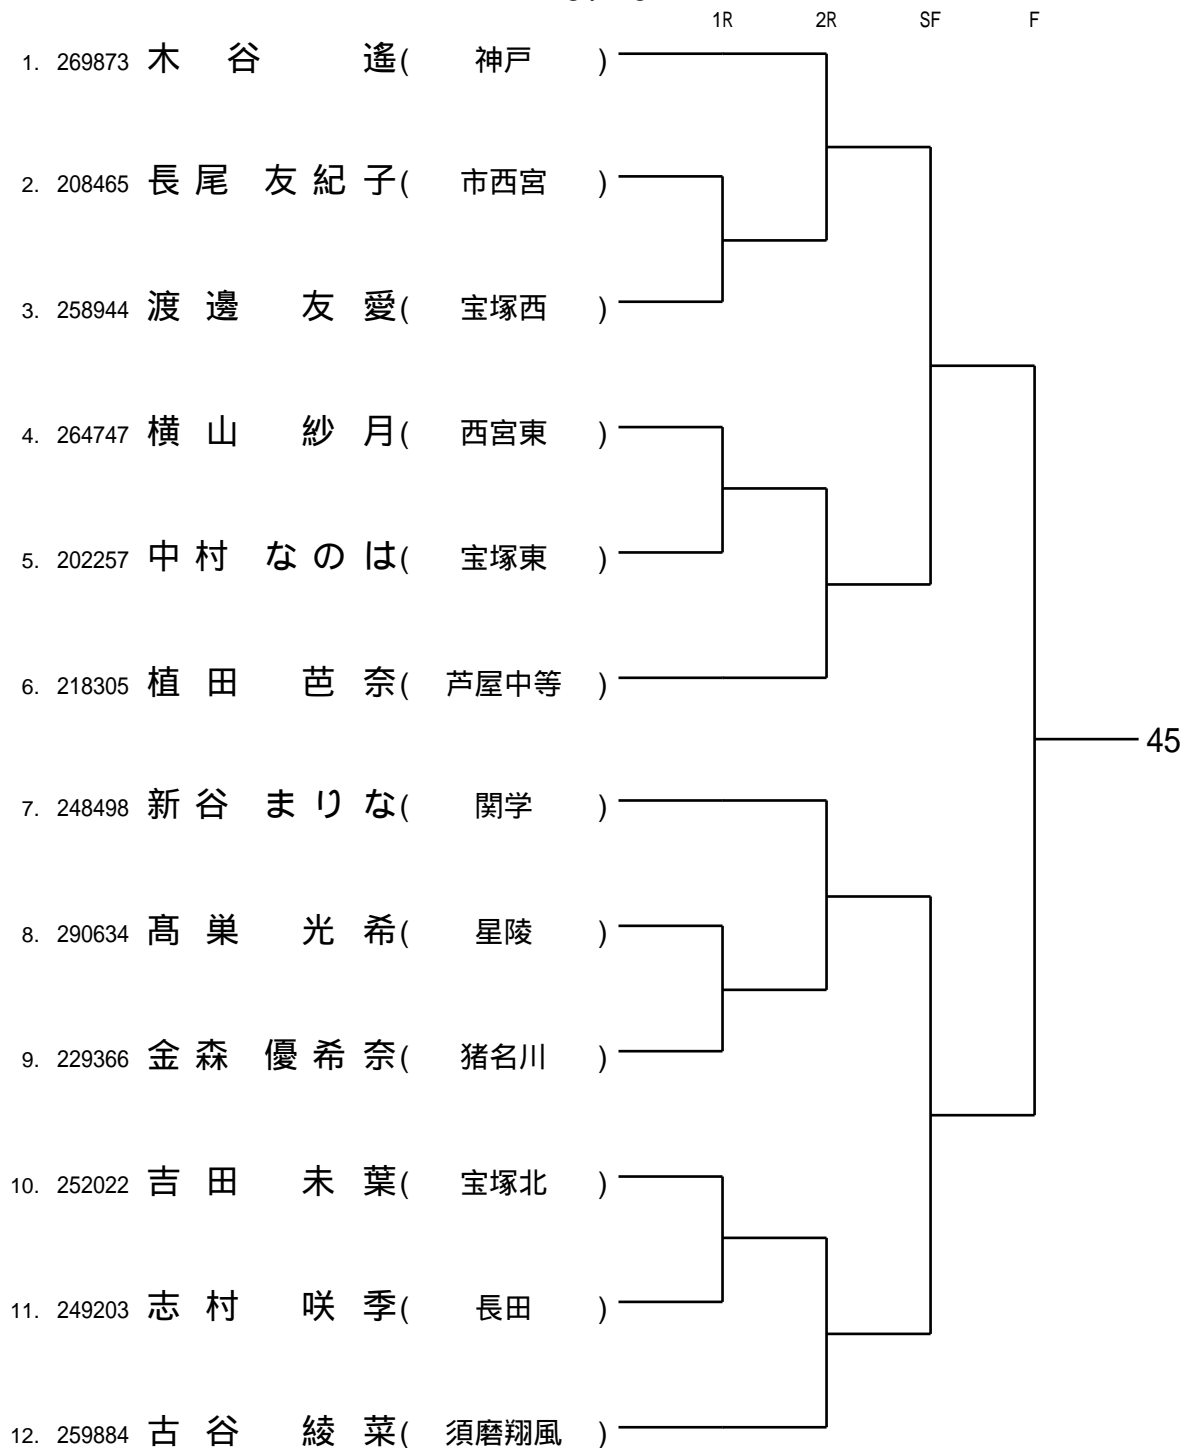 1R 2R SF F
1. 269873 木谷 遙( 神戸 )
2. 208465 長尾 友紀子( 市西宮 )
3. 258944 渡邊 友愛( 宝塚西 )
4. 264747 横山 紗月( 西宮東 )
5. 202257 中村 なのは( 宝塚東 )
6. 218305 植田 芭奈( 芦屋中等 )
45
7. 248498 新谷 まりな( 関学 )
8. 290634 髙巣 光希( 星陵 )
9. 229366 金森 優希奈( 猪名川 )
10. 252022 吉田 未葉( 宝塚北 )
11. 249203 志村 咲季( 長田 )
12. 259884 古谷 綾菜( 須磨翔風 )